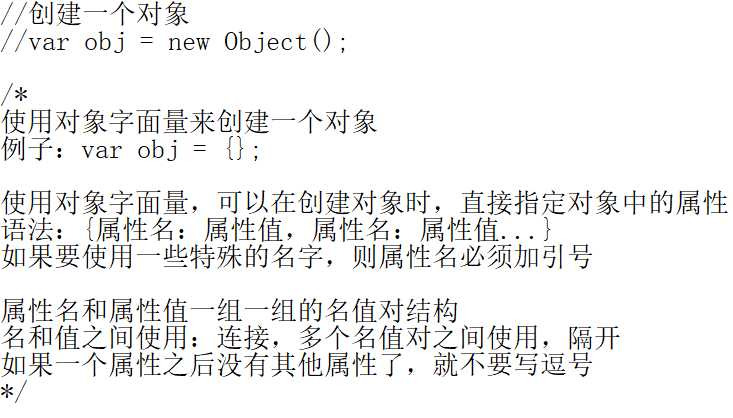 //创建一个对象
//var obj = new Object();
/*
使用对象字面量来创建一个对象
例子：var obj = {};
使用对象字面量，可以在创建对象时，直接指定对象中的属性
语法：{属性名：属性值，属性名：属性值...}
如果要使用一些特殊的名字，则属性名必须加引号
属性名和属性值一组一组的名值对结构
名和值之间使用：连接，多个名值对之间使用，隔开
如果一个属性之后没有其他属性了，就不要写逗号
*/